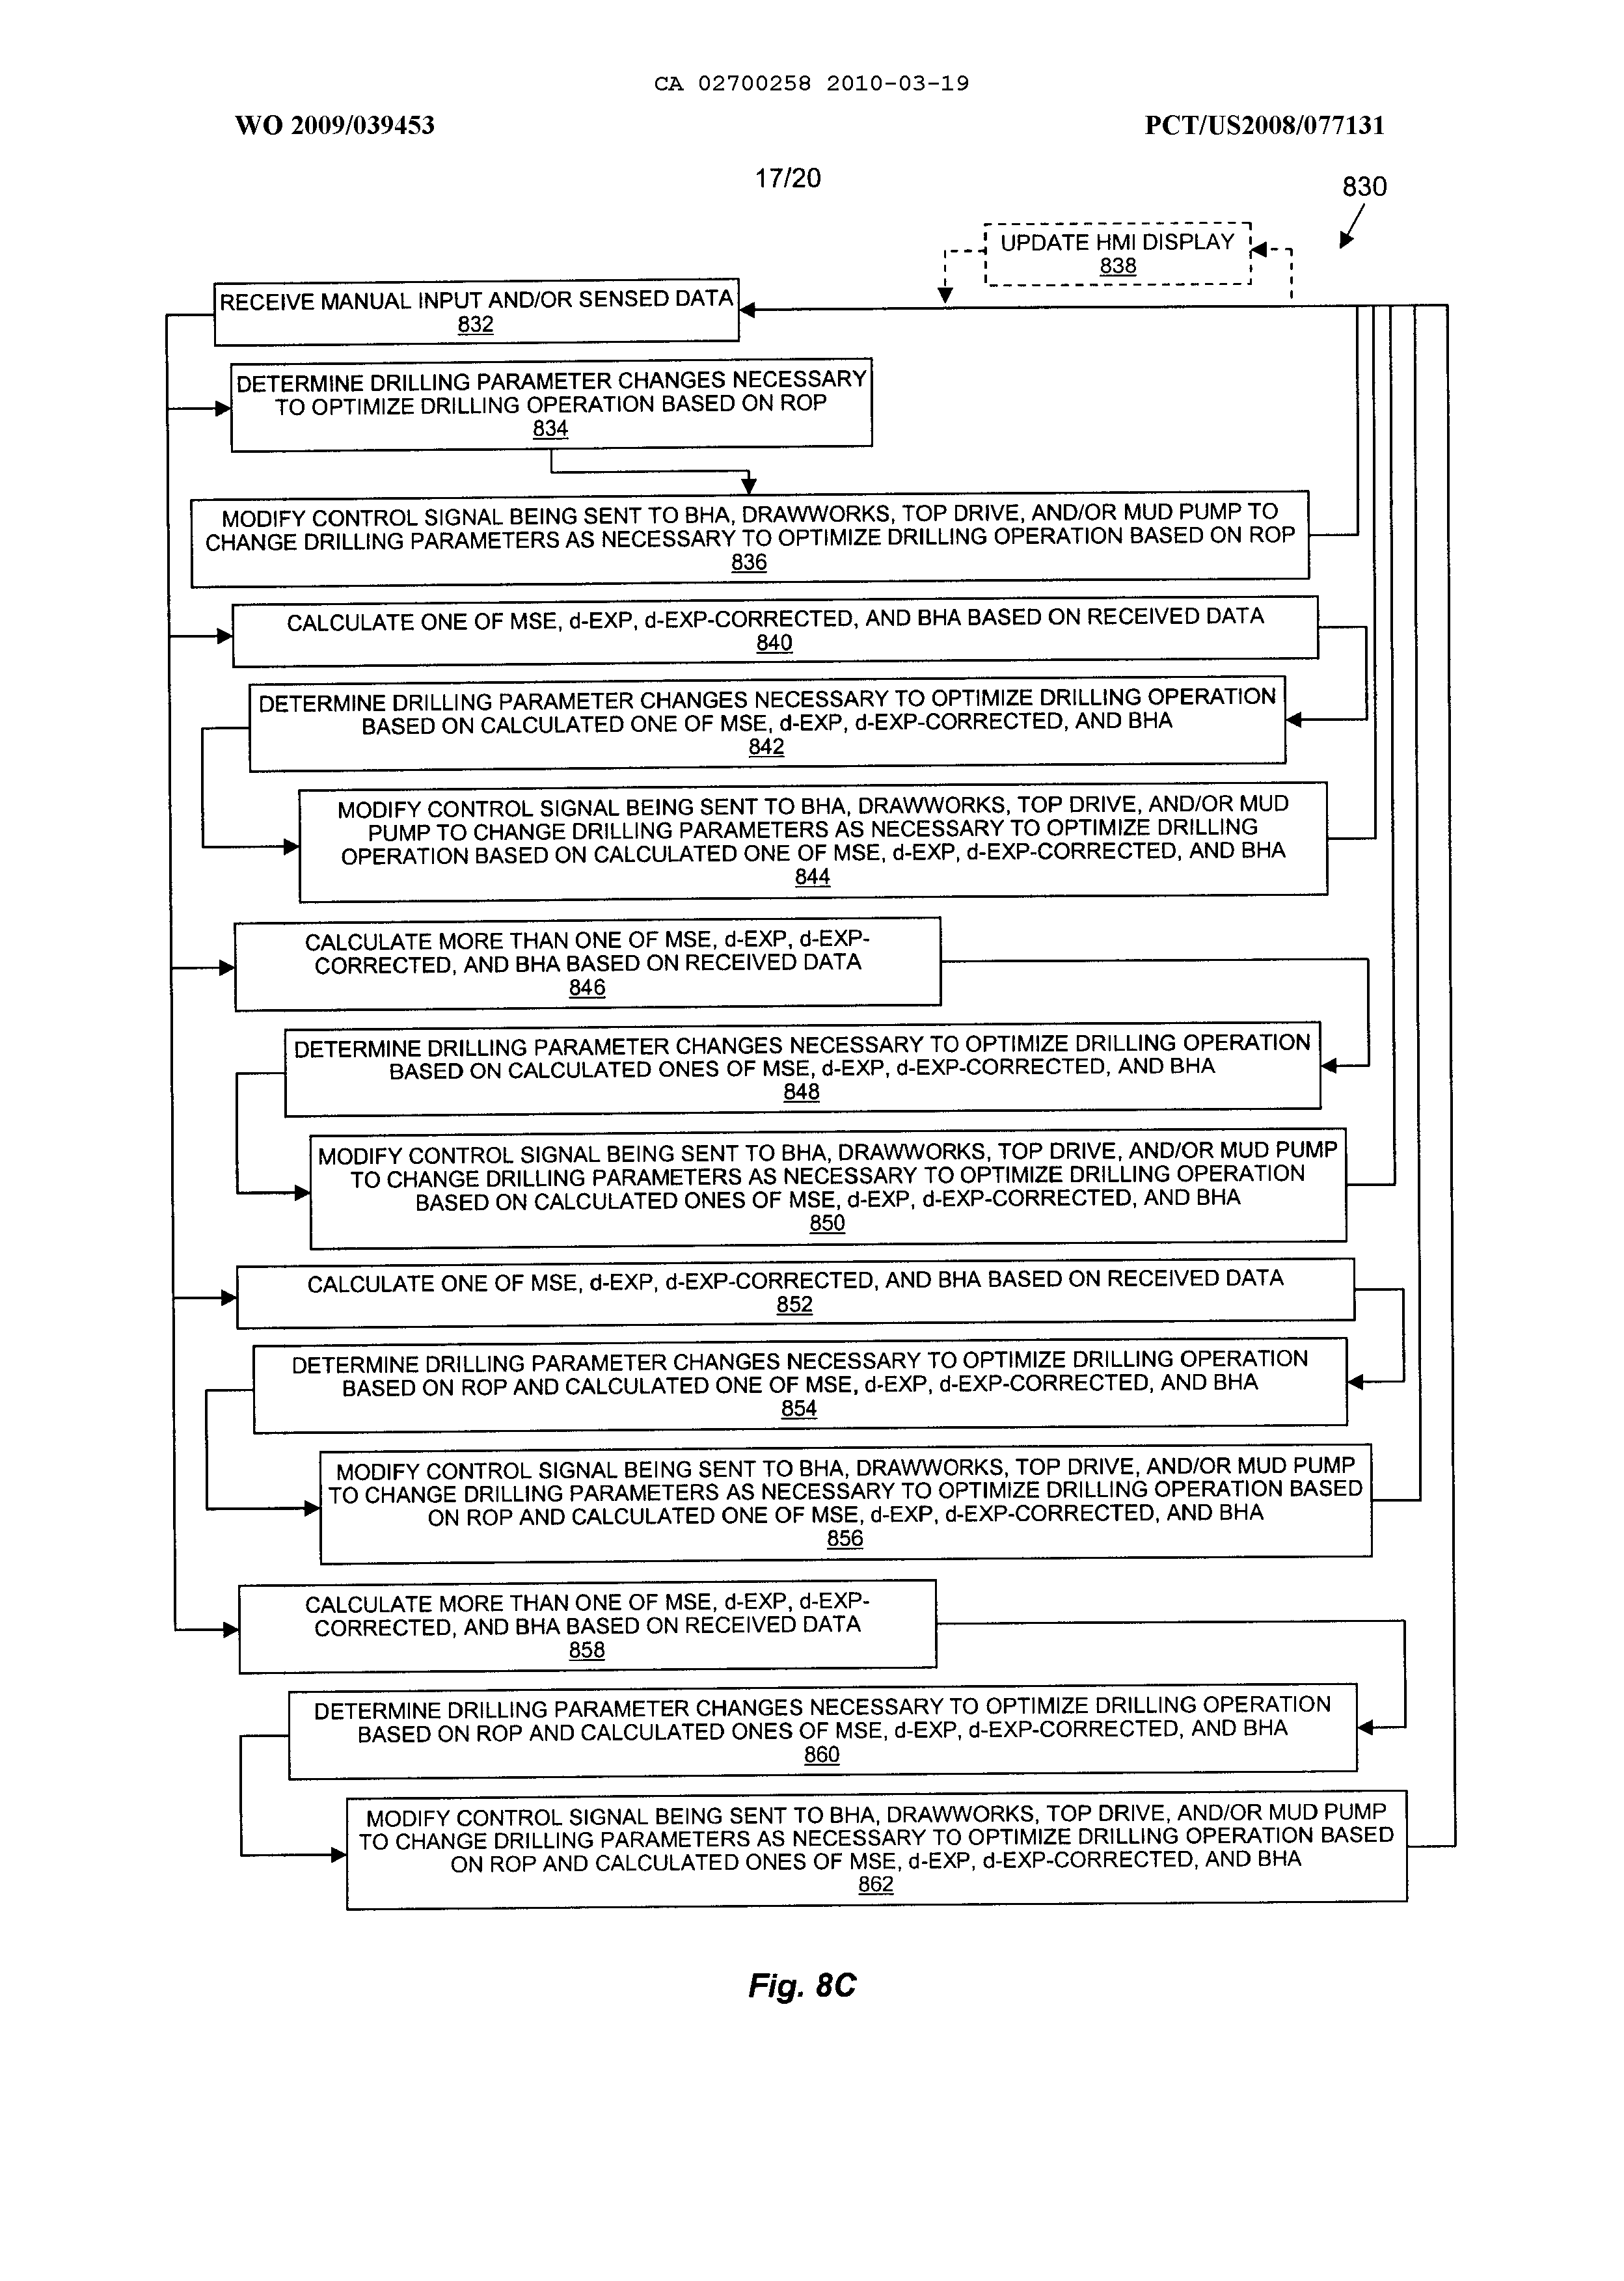 CA 02700258 2010-03-19
WO 2009/039453
PCT/US2008/077131
17/20
830
UPDATE HMI DISPLAY
838
RECEIVE MANUAL INPUT AND/OR SENSED DATA
832
DETERMINE DRILLING PARAMETER CHANGES NECESSARY
TO OPTIMIZE DRILLING OPERATION BASED ON ROP
834
MODIFY CONTROL SIGNAL BEING SENT TO BHA, DRAWWORKS, TOP DRIVE, AND/OR MUD PUMP TO
CHANGE DRILLING PARAMETERS AS NECESSARY TO OPTIMIZE DRILLING OPERATION BASED ON ROP
836
CALCULATE ONE OF MSE, d-EXP, d-EXP-CORRECTED, AND BHA BASED ON RECEIVED DATA
840
DETERMINE DRILLING PARAMETER CHANGES NECESSARY TO OPTIMIZE DRILLING OPERATION
BASED ON CALCULATED ONE OF MSE, d-EXP, d-EXP-CORRECTED, AND BHA
842
MODIFY CONTROL SIGNAL BEING SENT TO BHA, DRAWWORKS, TOP DRIVE, AND/OR MUD
PUMP TO CHANGE DRILLING PARAMETERS AS NECESSARY TO OPTIMIZE DRILLING
OPERATION BASED ON CALCULATED ONE OF MSE, d-EXP, d-EXP-CORRECTED, AND BHA
844
CALCULATE MORE THAN ONE OF MSE, d-EXP, d-EXP-
CORRECTED, AND BHA BASED ON RECEIVED DATA
846
DETERMINE DRILLING PARAMETER CHANGES NECESSARY TO OPTIMIZE DRILLING OPERATION
BASED ON CALCULATED ONES OF MSE, d-EXP, d-EXP-CORRECTED, AND BHA
848
MODIFY CONTROL SIGNAL BEING SENT TO BHA, DRAWWORKS, TOP DRIVE, AND/OR MUD PUMP
TO CHANGE DRILLING PARAMETERS AS NECESSARY TO OPTIMIZE DRILLING OPERATION
BASED ON CALCULATED ONES OF MSE, d-EXP, d-EXP-CORRECTED, AND BHA
850
CALCULATE ONE OF MSE, d-EXP, d-EXP-CORRECTED, AND BHA BASED ON RECEIVED DATA
852
DETERMINE DRILLING PARAMETER CHANGES NECESSARY TO OPTIMIZE DRILLING OPERATION
BASED ON ROP AND CALCULATED ONE OF MSE, d-EXP, d-EXP-CORRECTED, AND BHA
854
MODIFY CONTROL SIGNAL BEING SENT TO BHA, DRAWWORKS, TOP DRIVE, AND/OR MUD PUMP
TO CHANGE DRILLING PARAMETERS AS NECESSARY TO OPTIMIZE DRILLING OPERATION BASED
ON ROP AND CALCULATED ONE OF MSE, d-EXP, d-EXP-CORRECTED, AND BHA
856
CALCULATE MORE THAN ONE OF MSE, d-EXP, d-EXP-
CORRECTED, AND BHA BASED ON RECEIVED DATA
858
DETERMINE DRILLING PARAMETER CHANGES NECESSARY TO OPTIMIZE DRILLING OPERATION
BASED ON ROP AND CALCULATED ONES OF MSE, d-EXP, d-EXP-CORRECTED, AND BHA
860
MODIFY CONTROL SIGNAL BEING SENT TO BHA, DRAWWORKS, TOP DRIVE, AND/OR MUD PUMP
TO CHANGE DRILLING PARAMETERS AS NECESSARY TO OPTIMIZE DRILLING OPERATION BASED
ON ROP AND CALCULATED ONES OF MSE, d-EXP, d-EXP-CORRECTED, AND BHA
862
Fig. 8C